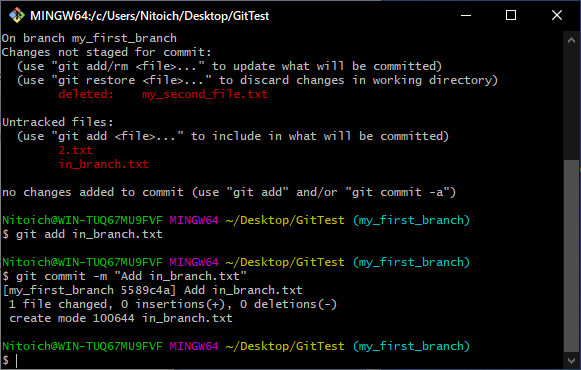 MINGW64:/c/Users/Nitoich/Desktop/GitTest
On branch my_first_branch
Changes not staged for commit:
  (use "git add/rm <file>..." to update what will be committed)
  (use "git restore <file>..." to discard changes in working directory)
        deleted:    my_second_file.txt

Untracked files:
  (use "git add <file>..." to include in what will be committed)
        2.txt
        in_branch.txt

no changes added to commit (use "git add" and/or "git commit -a")

Nitoich@WIN-TUQ67MU9FVF MINGW64 ~/Desktop/GitTest (my_first_branch)
$ git add in_branch.txt

Nitoich@WIN-TUQ67MU9FVF MINGW64 ~/Desktop/GitTest (my_first_branch)
$ git commit -m "Add in_branch.txt"
[my_first_branch 5589c4a] Add in_branch.txt
 1 file changed, 0 insertions(+), 0 deletions(-)
 create mode 100644 in_branch.txt

Nitoich@WIN-TUQ67MU9FVF MINGW64 ~/Desktop/GitTest (my_first_branch)
$